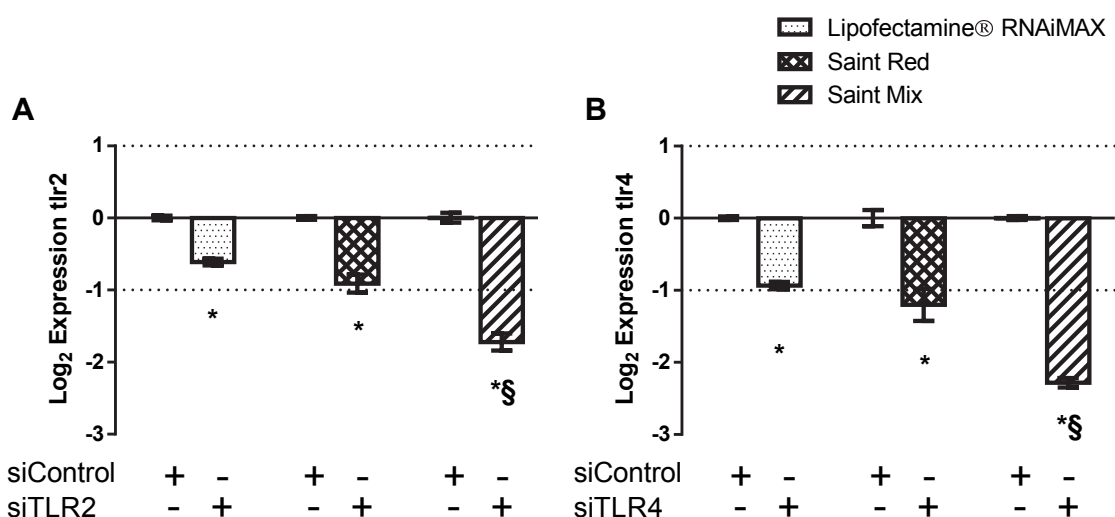 Lipofectamine® RNAiMAX
Saint Red
Saint Mix
A
B
Log2 Expression tlr2
1
0
-1
-2
-3
* * *§
siControl + - + - + -
siTLR2 - + - + - +
Log2 Expression tlr4
1
0
-1
-2
-3
* * *§
siControl + - + - + -
siTLR4 - + - + - +